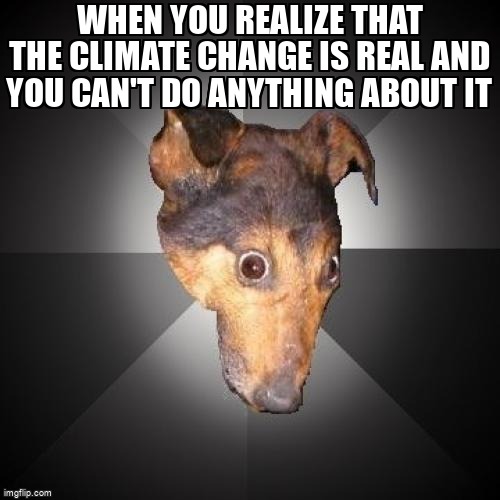 WHEN YOU REALIZE THAT
THE CLIMATE CHANGE IS REAL AND
YOU CAN'T DO ANYTHING ABOUT IT
imgflip.com